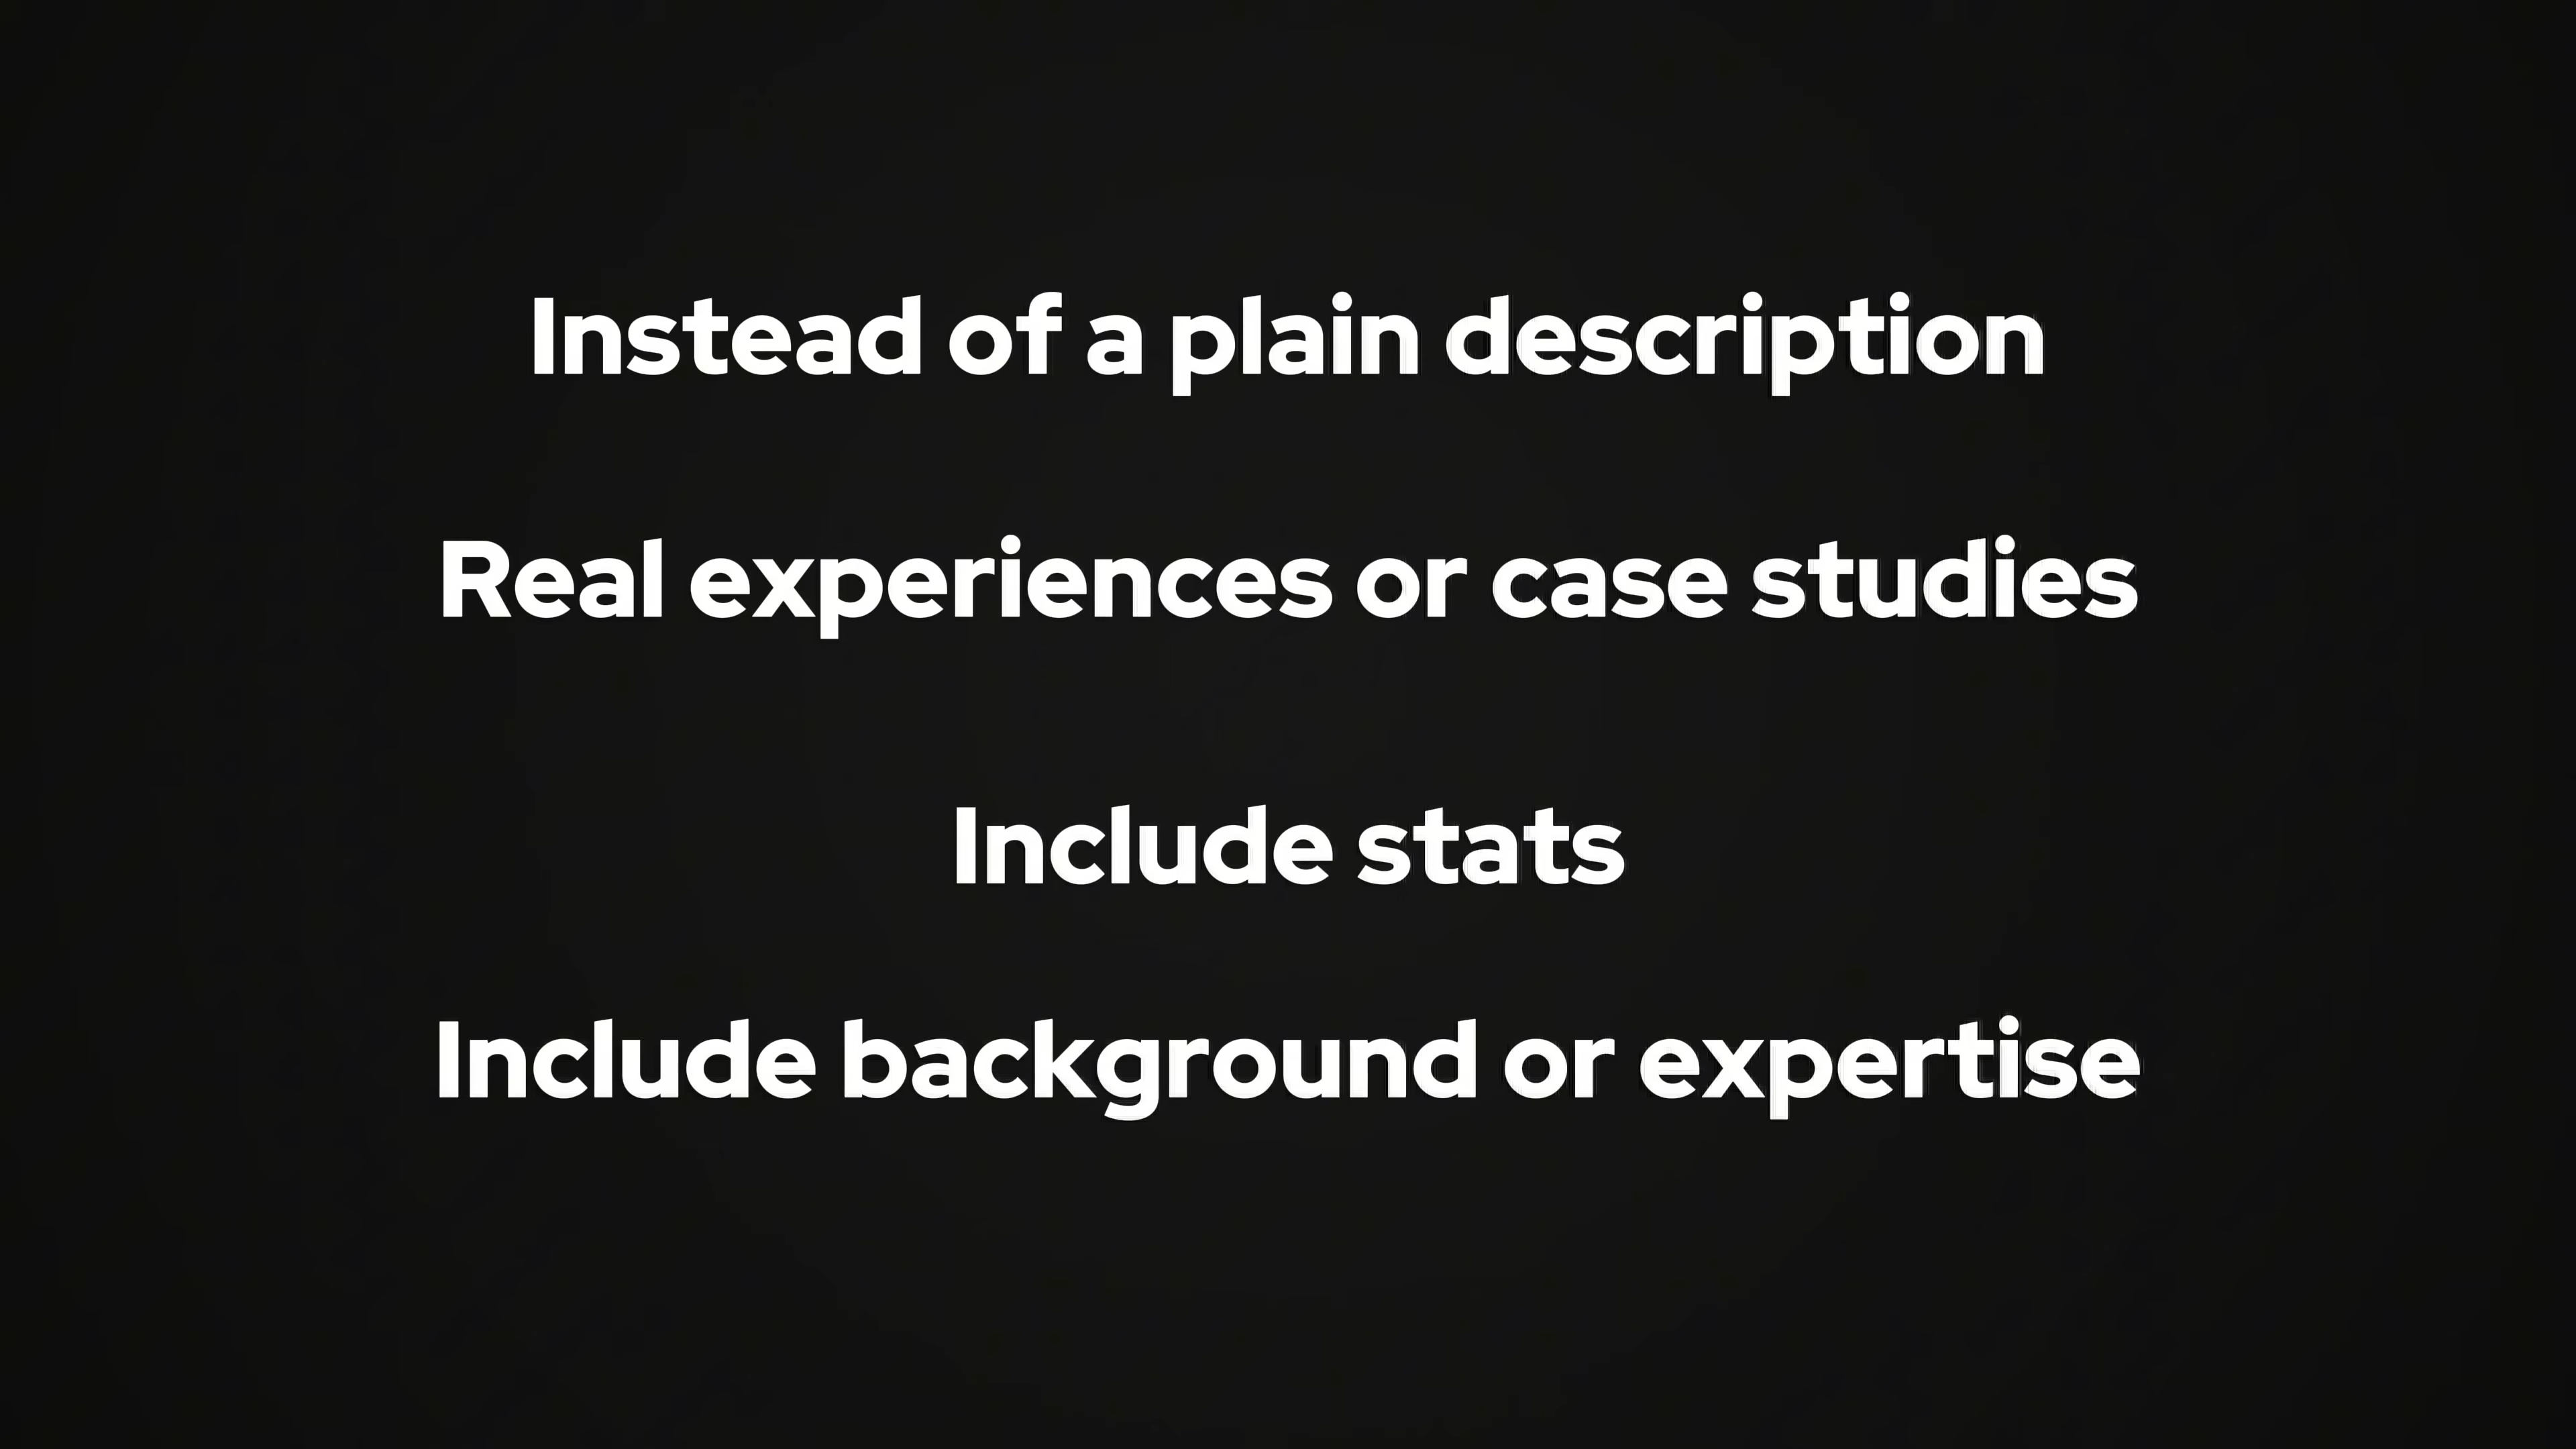 Instead of a plain description
Real experiences or case studies
Include stats
Include background or expertise